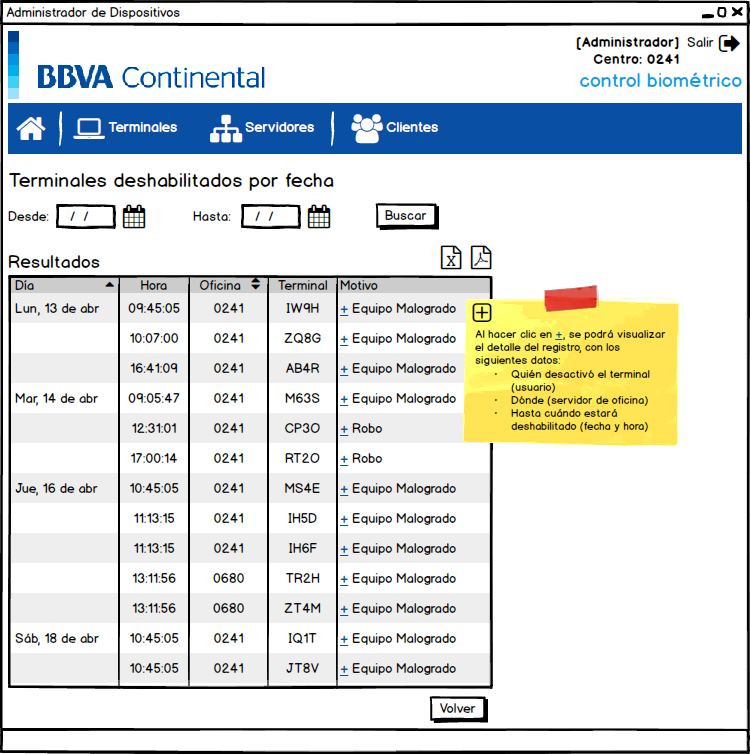 Administrador de Dispositivos
[Administrador] Salir
Centro: 0241
BBVA Continental
control biométrico
Terminales Servidores Clientes
Terminales deshabilitados por fecha
Desde: / / Hasta: / / Buscar
Resultados
Día Hora Oficina Terminal Motivo
Lun, 13 de abr 09:45:05 0241 IW9H + Equipo Malogrado
10:07:00 0241 ZQ8G + Equipo Malogrado
16:41:09 0241 AB4R + Equipo Malogrado
Mar, 14 de abr 09:05:47 0241 M63S + Equipo Malogrado
12:31:01 0241 CP3O + Robo
17:00:14 0241 RT2O + Robo
Jue, 16 de abr 10:45:05 0241 MS4E + Equipo Malogrado
11:13:15 0241 IH5D + Equipo Malogrado
11:13:15 0241 IH6F + Equipo Malogrado
13:11:56 0680 TR2H + Equipo Malogrado
13:11:56 0680 ZT4M + Equipo Malogrado
Sáb, 18 de abr 10:45:05 0241 IQ1T + Equipo Malogrado
10:45:05 0241 JT8V + Equipo Malogrado
Al hacer clic en +, se podrá visualizar
el detalle del registro, con los
siguientes datos:
· Quién desactivó el terminal
(usuario)
· Dónde (servidor de oficina)
· Hasta cuándo estará
deshabilitado (fecha y hora)
Volver